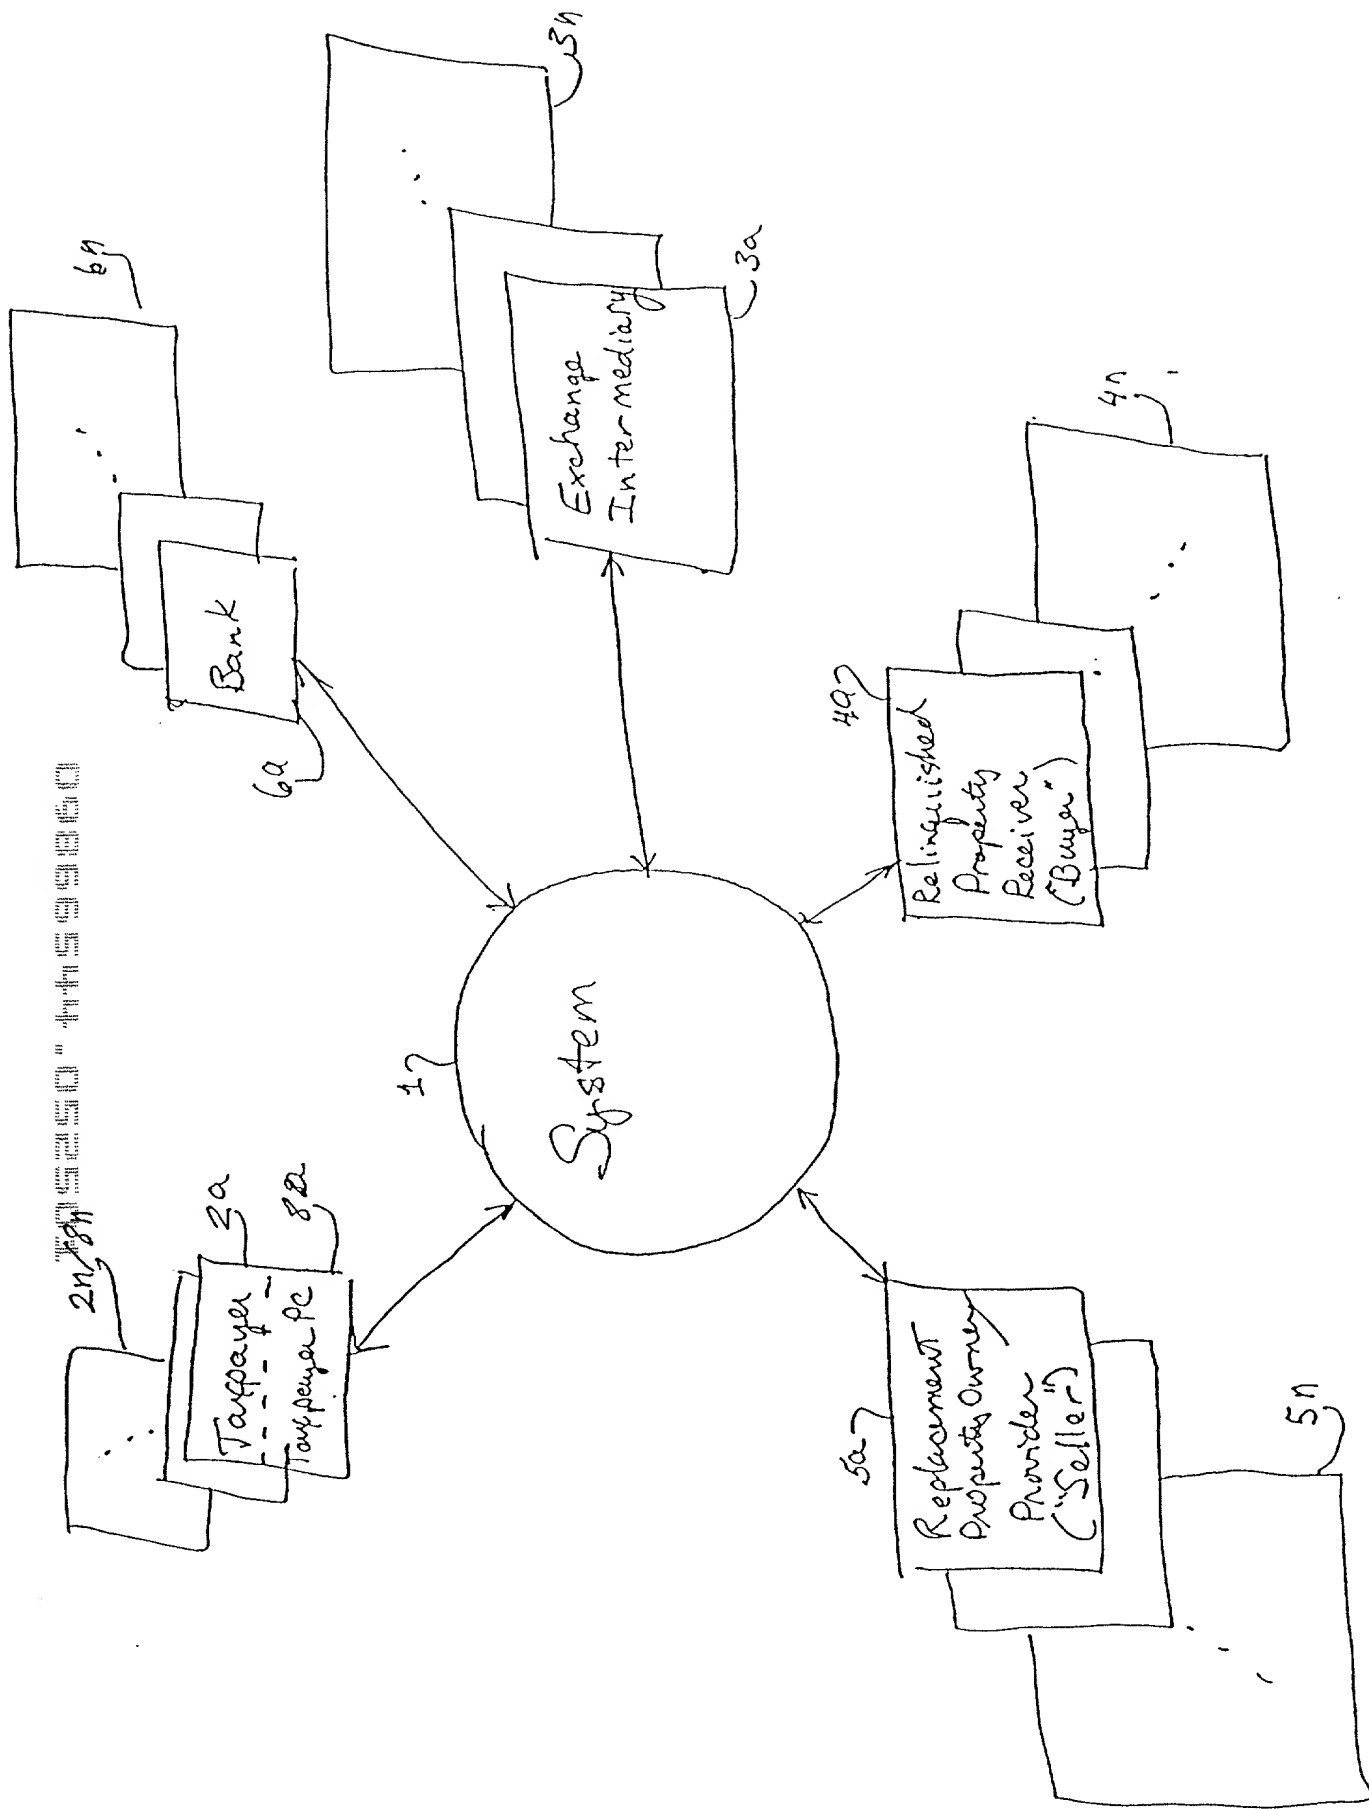 2n/8n
2a
8a
Taxpayer
Taxpayer PC
6n
Bank
6a
3n
Exchange
Intermediary
3a
1
System
4a
Relinquished
Property
Receiver
("Buyer")
4n
5a
Replacement
Property Owner
Provider
("Seller")
5n